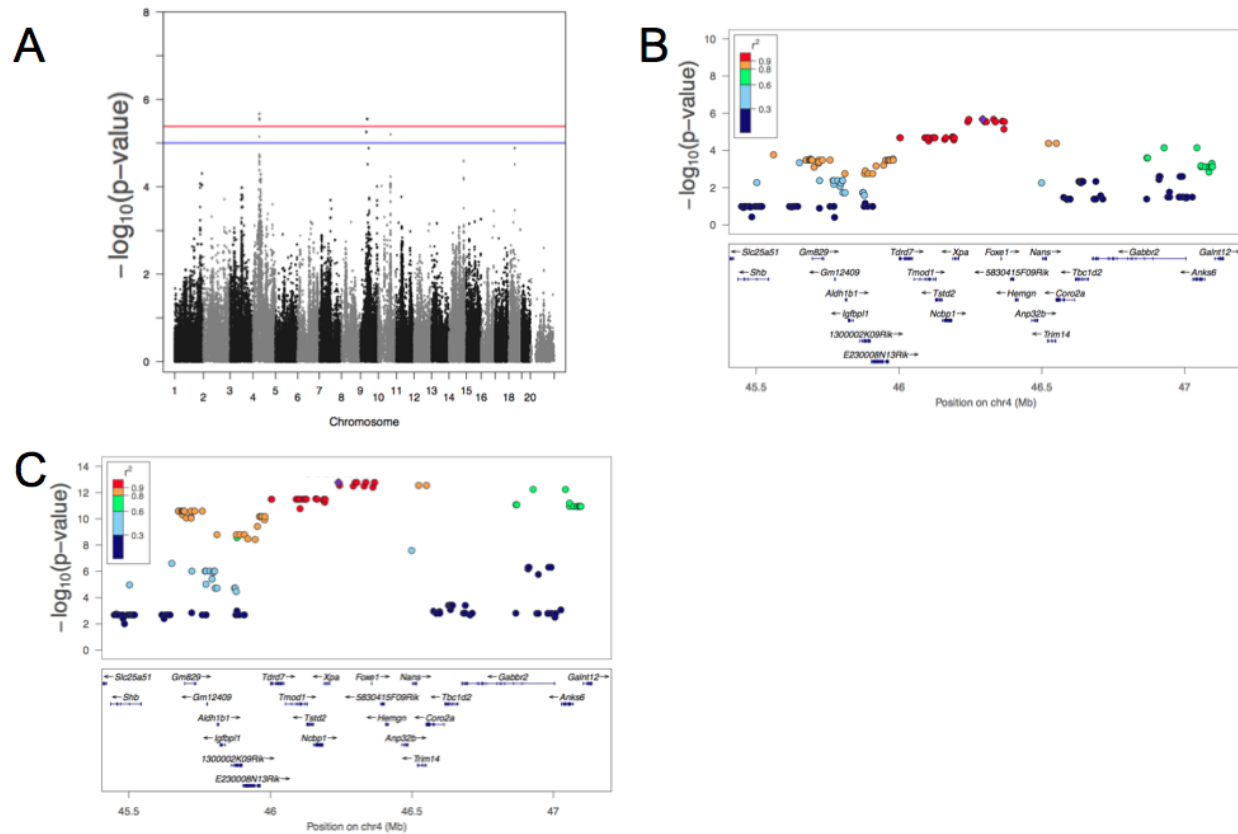 A
−log10(p−value)
8
6
4
2
0
1 2 3 4 5 6 7 8 9 10 11 12 13 14 15 16 18 20
Chromosome
B
−log10(p−value)
10
8
6
4
2
0
r2
0.9
0.8
0.6
0.3
←Slc25a51 Gm829→ Tdrd7→ Xpa→ Foxe1→ Nans→ ←Gabbr2 Galnt12→
←Shb ←Gm12409 Tmod1→ ←5830415F09Rik ←Tbc1d2 ←Anks6
Aldh1b1→ ←Tstd2 ←Hemgn ←Coro2a
←Igfbpl1 Ncbp1→ Anp32b→
1300002K09Rik→ ←Trim14
E230008N13Rik→
45.5 46 46.5 47
Position on chr4 (Mb)
C
−log10(p−value)
14
12
10
8
6
4
2
0
r2
0.9
0.8
0.6
0.3
←Slc25a51 Gm829→ Tdrd7→ ←Xpa Foxe1→ Nans→ ←Gabbr2 Galnt12→
←Shb ←Gm12409 Tmod1→ ←5830415F09Rik ←Tbc1d2 ←Anks6
Aldh1b1→ ←Tstd2 ←Hemgn ←Coro2a
←Igfbpl1 Ncbp1→ Anp32b→
1300002K09Rik→ ←Trim14
E230008N13Rik→
45.5 46 46.5 47
Position on chr4 (Mb)